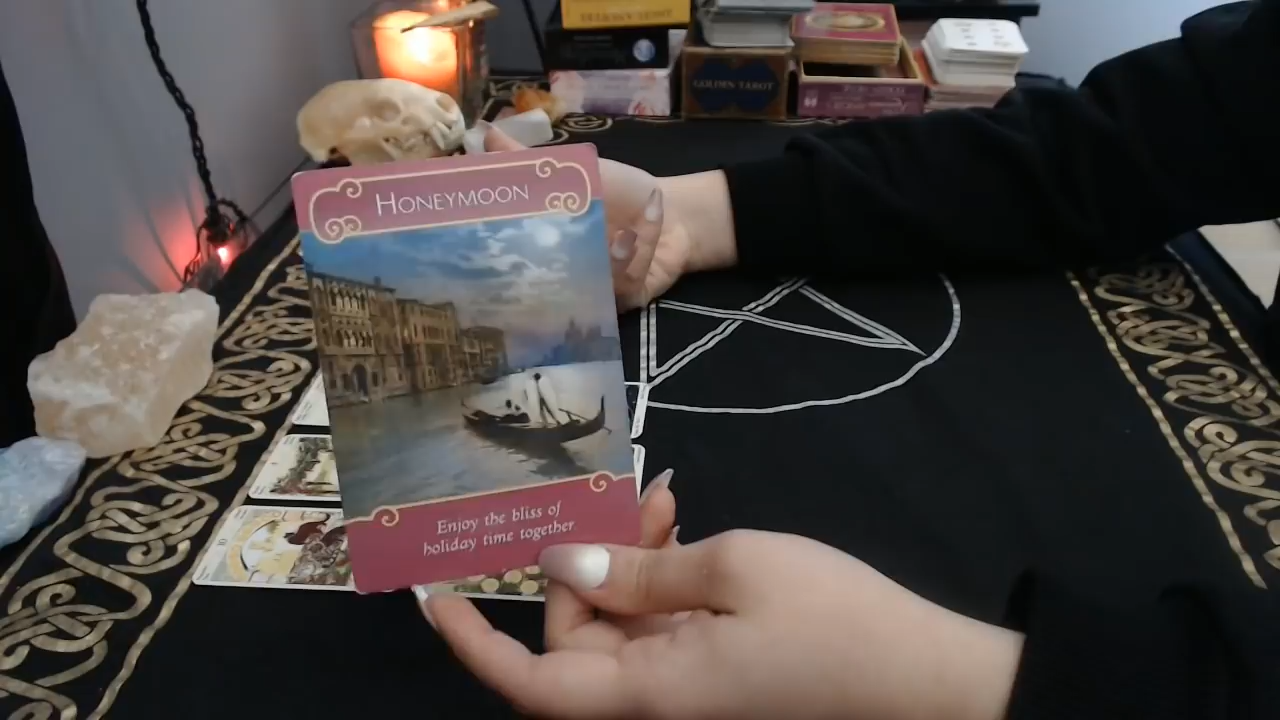 GOLDEN TAROT
HONEYMOON
Enjoy the bliss of
holiday time together.